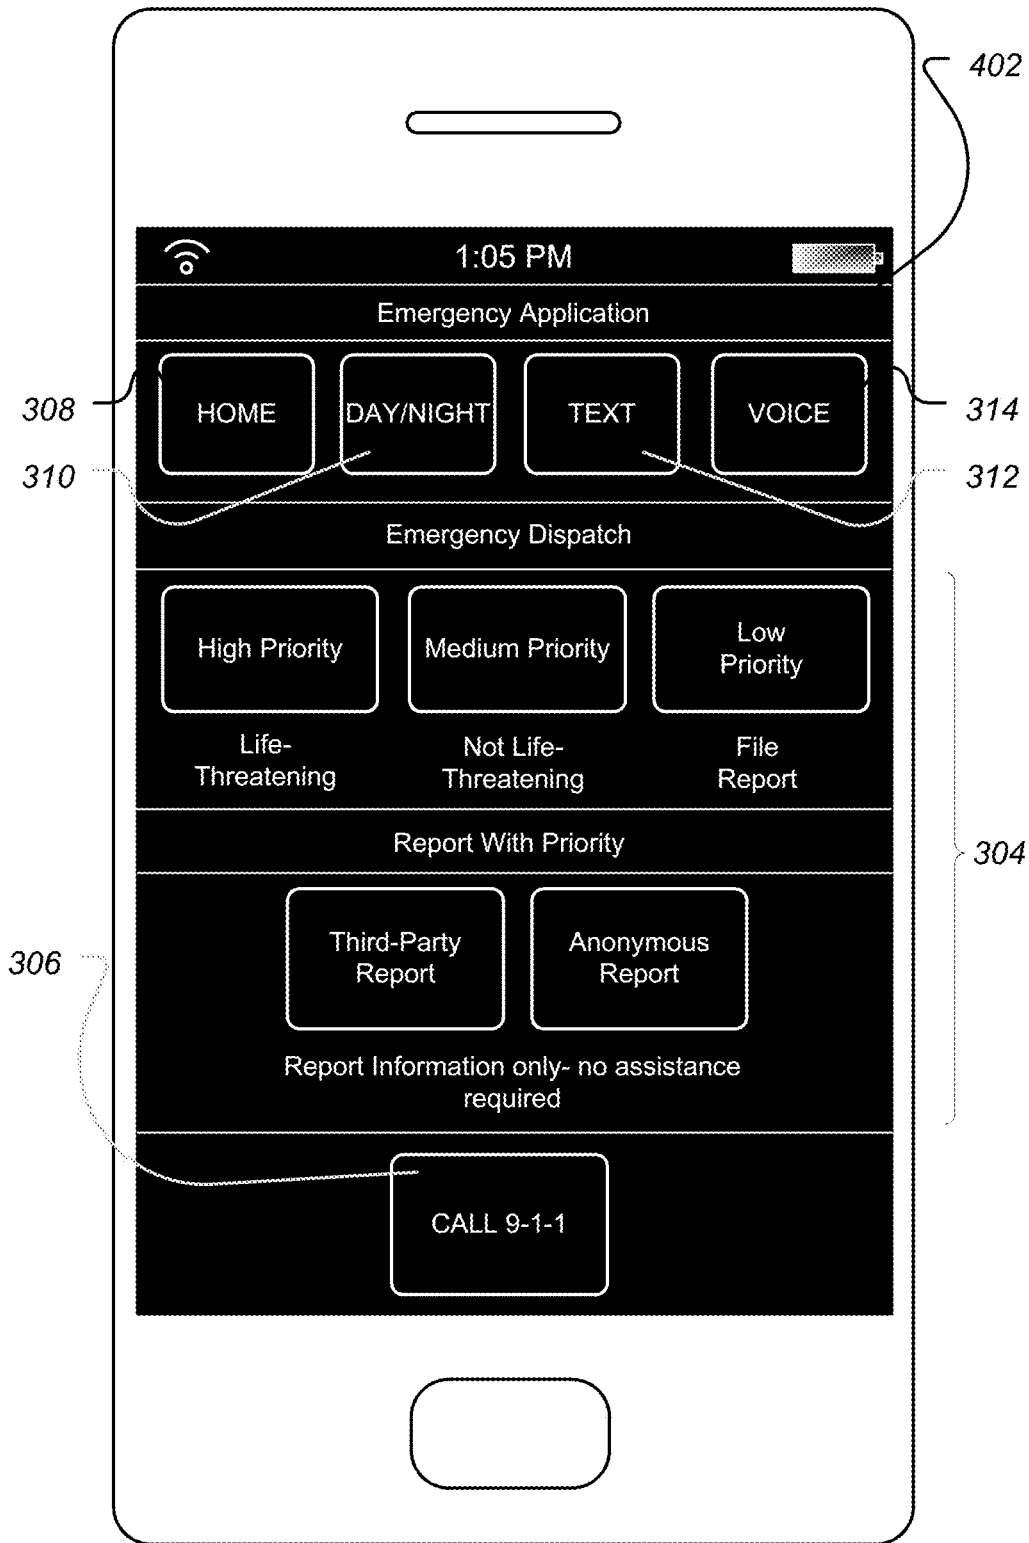 402
1:05 PM
Emergency Application
308
HOME
DAY/NIGHT
TEXT
VOICE
314
310
312
Emergency Dispatch
High Priority
Medium Priority
Low
Priority
Life-
Threatening
Not Life-
Threatening
File
Report
Report With Priority
304
Third-Party
Report
Anonymous
Report
306
Report Information only- no assistance
required
CALL 9-1-1